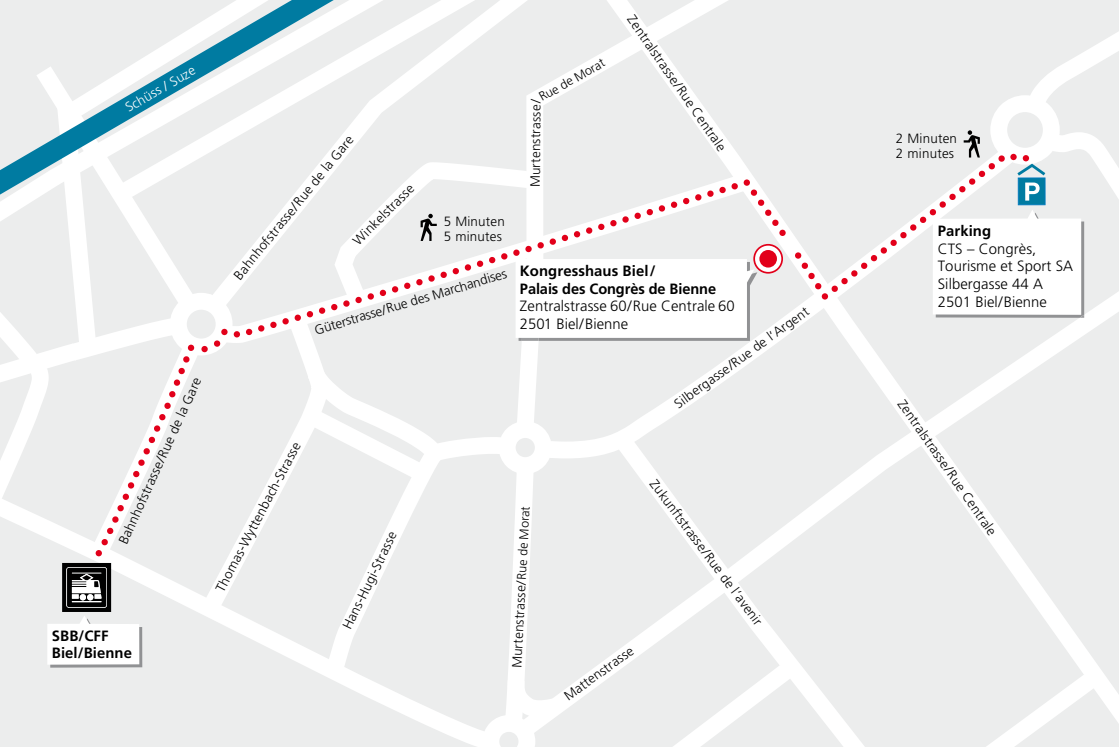 Schüss / Suze
Bahnhofstrasse/Rue de la Gare
Winkelstrasse
Murtenstrasse/
Rue de Morat
Zentralstrasse/Rue Centrale
2 Minuten
2 minutes
5 Minuten
5 minutes
P
Parking
CTS – Congrès,
Tourisme et Sport SA
Silbergasse 44 A
2501 Biel/Bienne
Kongresshaus Biel/
Palais des Congrès de Bienne
Zentralstrasse 60/Rue Centrale 60
2501 Biel/Bienne
Güterstrasse/Rue des Marchandises
Silbergasse/Rue de l'Argent
Bahnhofstrasse/Rue de la Gare
Thomas-Wyttenbach-Strasse
Hans-Hugi-Strasse
Murtenstrasse/Rue de Morat
Zukunftstrasse/Rue de l'avenir
Zentralstrasse/Rue Centrale
Mattenstrasse
SBB/CFF
Biel/Bienne